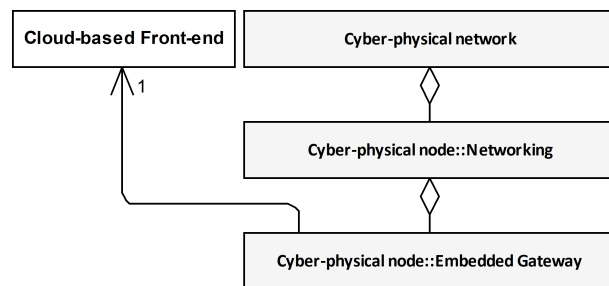 Cloud-based Front-end
Cyber-physical network
1
Cyber-physical node::Networking
Cyber-physical node::Embedded Gateway